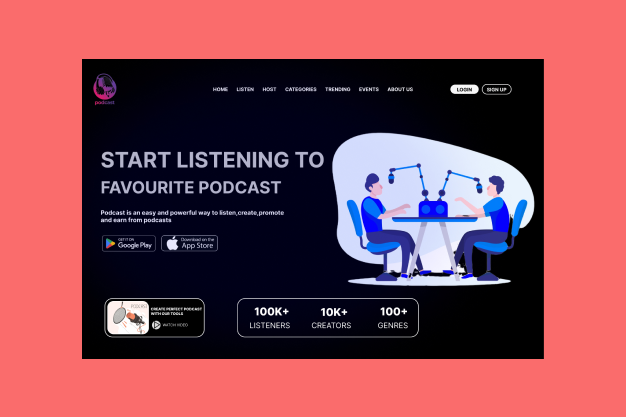 podcast
HOME LISTEN HOST CATEGORIES TRENDING EVENTS ABOUT US
LOGIN SIGN UP
START LISTENING TO
FAVOURITE PODCAST
Podcast is an easy and powerful way to listen,create,promote
and earn from podcasts
GET IT ON
Google Play
Download on the
App Store
CREATE PERFECT PODCAST
WITH OUR TOOLS
WATCH VIDEO
100K+ 10K+ 100+
LISTENERS CREATORS GENRES